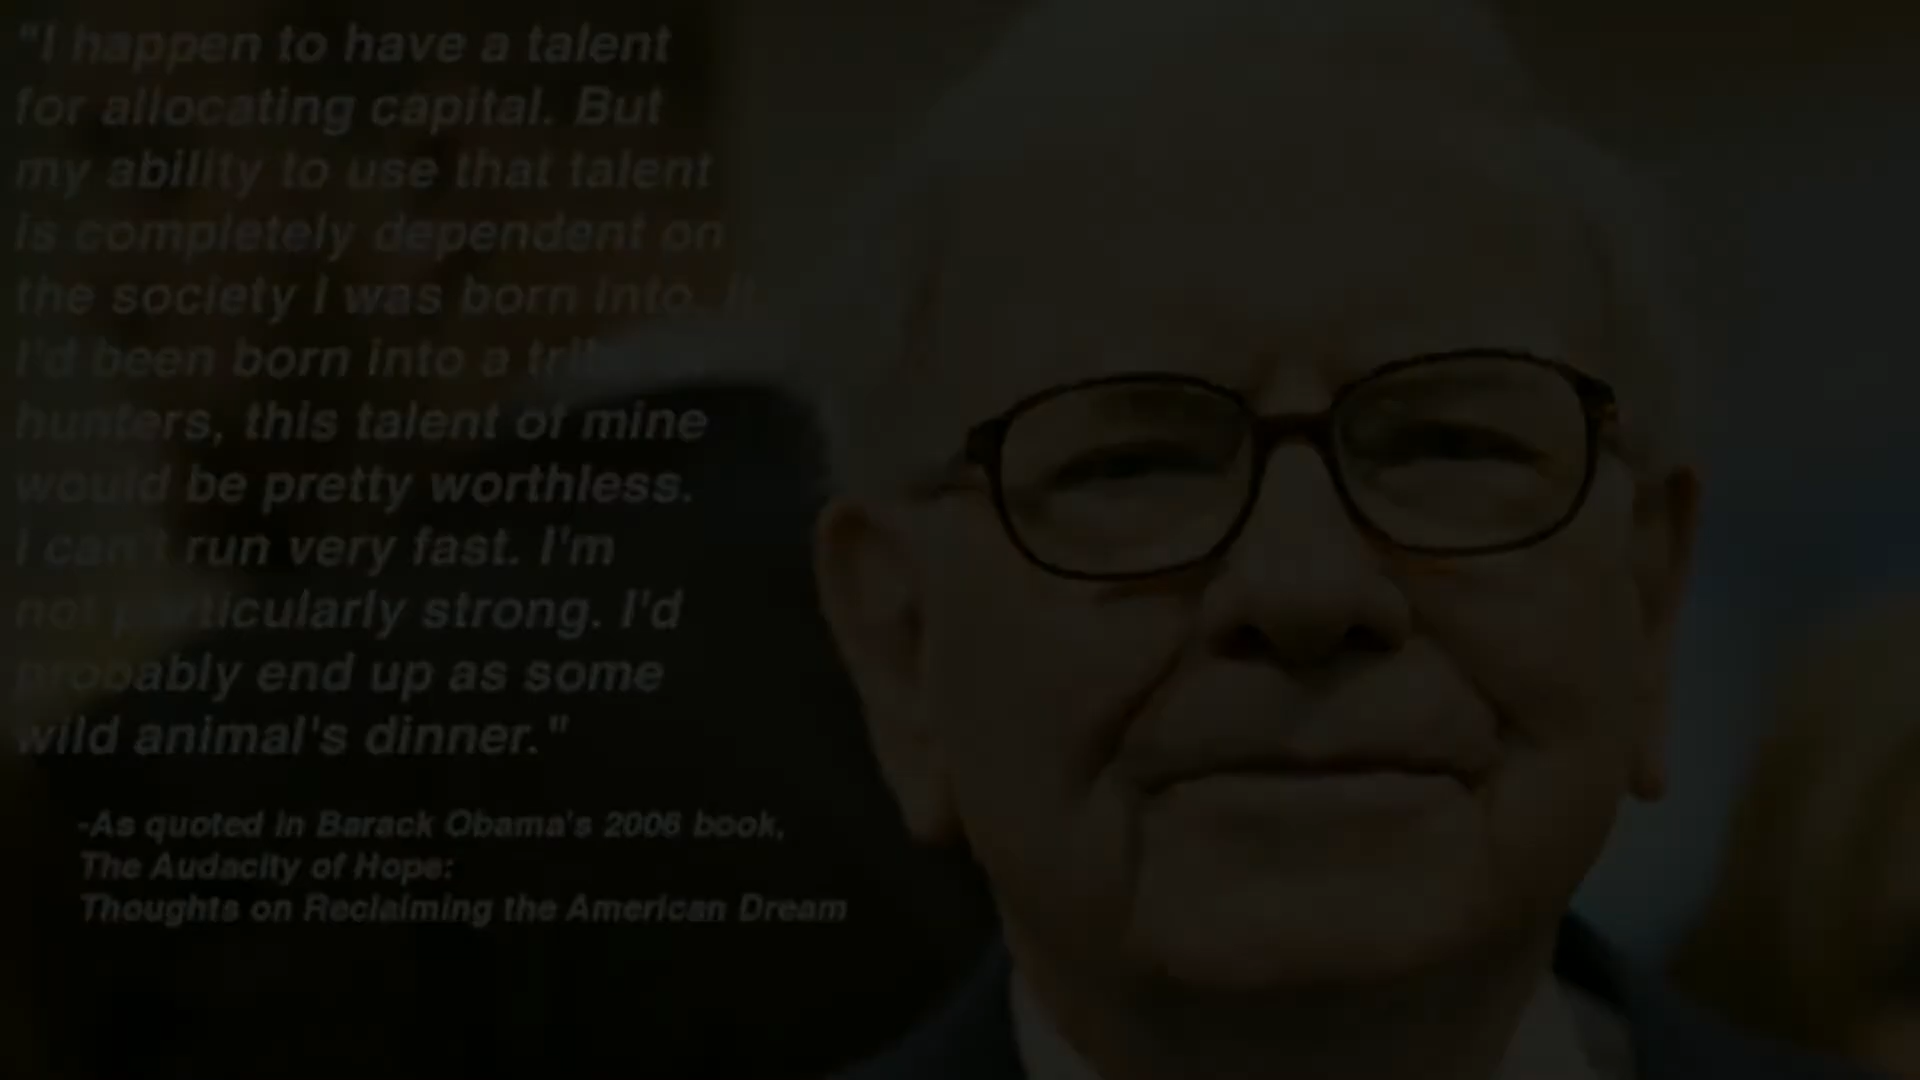 "I happen to have a talent
for allocating capital. But
my ability to use that talent
is completely dependent on
the society I was born into. If
I'd been born into a
hunters, this talent of mine
would be pretty worthless.
I can't run very fast. I'm
not particularly strong. I'd
probably end up as some
wild animal's dinner."
-As quoted in Barack Obama's 2006 book,
The Audacity of Hope:
Thoughts on Reclaiming the American Dream